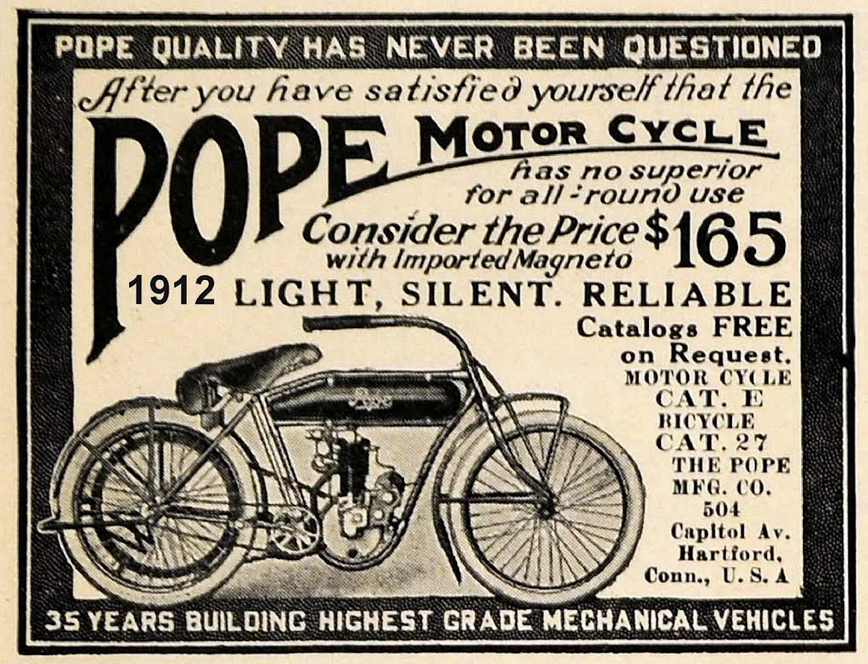 POPE QUALITY HAS NEVER BEEN QUESTIONED
After you have satisfied yourself that the
POPE MOTOR CYCLE
has no superior
for all-round use
Consider the Price $165
with Imported Magneto
1912 LIGHT, SILENT. RELIABLE
Catalogs FREE
on Request.
MOTOR CYCLE
CAT. E
BICYCLE
CAT. 27
THE POPE
MFG. CO.
504
Capitol Av.
Hartford,
Conn., U. S. A
Pope
35 YEARS BUILDING HIGHEST GRADE MECHANICAL VEHICLES